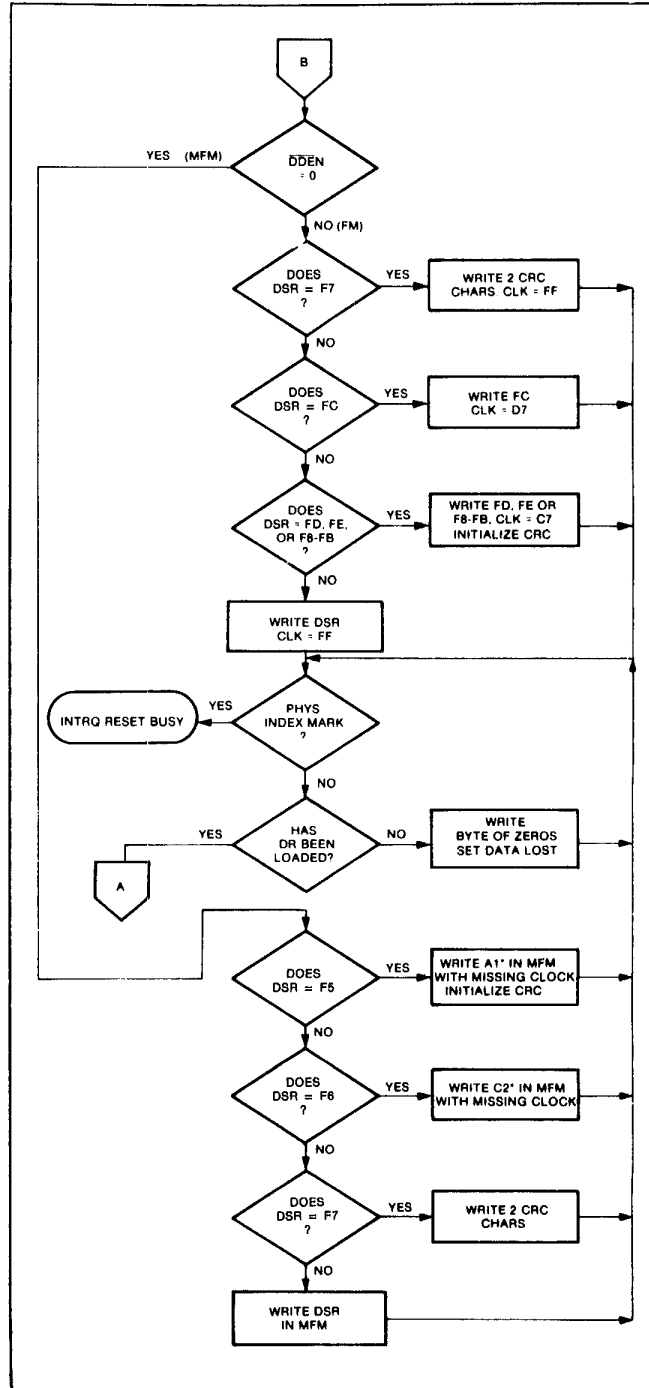 B
YES (MFM)
DDEN
= 0
NO (FM)
DOES
DSR = F7
?
YES
WRITE 2 CRC
CHARS. CLK = FF
NO
DOES
DSR = FC
?
YES
WRITE FC
CLK = D7
NO
DOES
DSR = FD, FE,
OR F8-FB
?
YES
WRITE FD, FE OR
F8-FB, CLK = C7
INITIALIZE CRC
NO
WRITE DSR
CLK = FF
INTRQ RESET BUSY
YES
PHYS
INDEX MARK
?
NO
YES
HAS
DR BEEN
LOADED?
NO
WRITE
BYTE OF ZEROS
SET DATA LOST
A
DOES
DSR = F5
?
YES
WRITE A1* IN MFM
WITH MISSING CLOCK
INITIALIZE CRC
NO
DOES
DSR = F6
?
YES
WRITE C2* IN MFM
WITH MISSING CLOCK
NO
DOES
DSR = F7
?
YES
WRITE 2 CRC
CHARS
NO
WRITE DSR
IN MFM